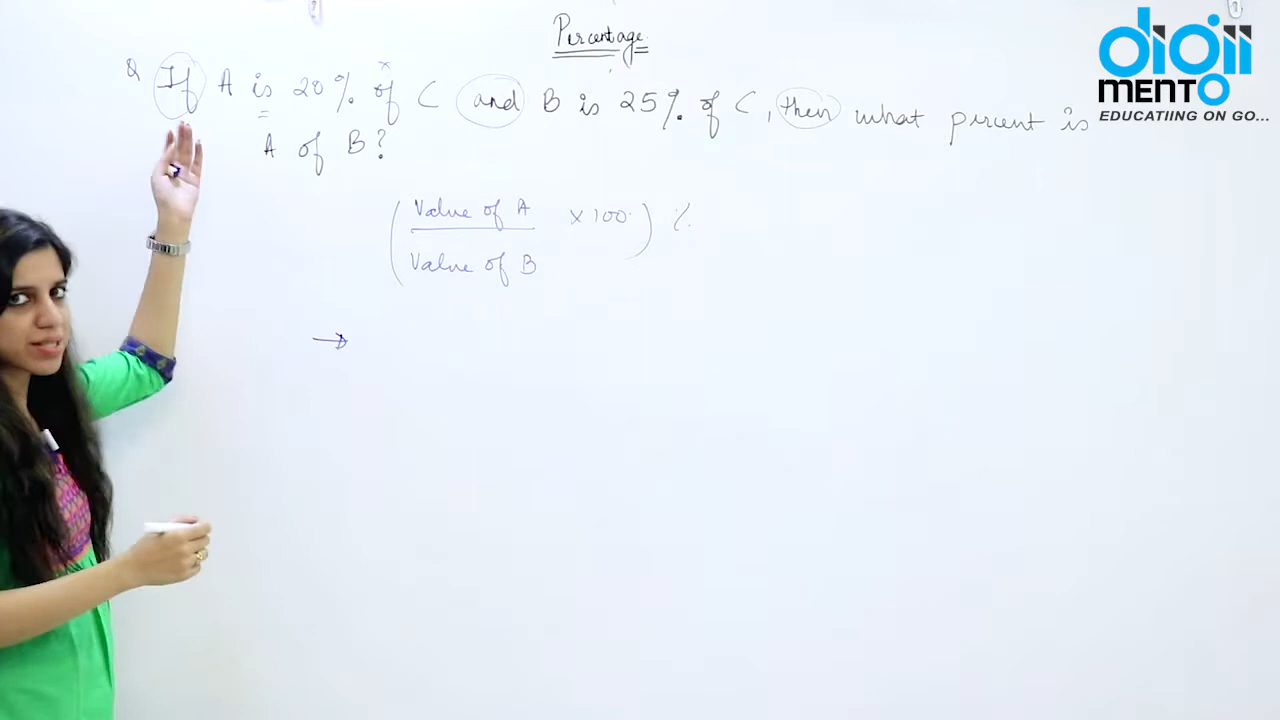 Percentage
Q If A is 20% of C and B is 25% of C, then what percent is
= x
A of B?
(Value of A × 100) %
Value of B
→
digii
MENTO
EDUCATIING ON GO...